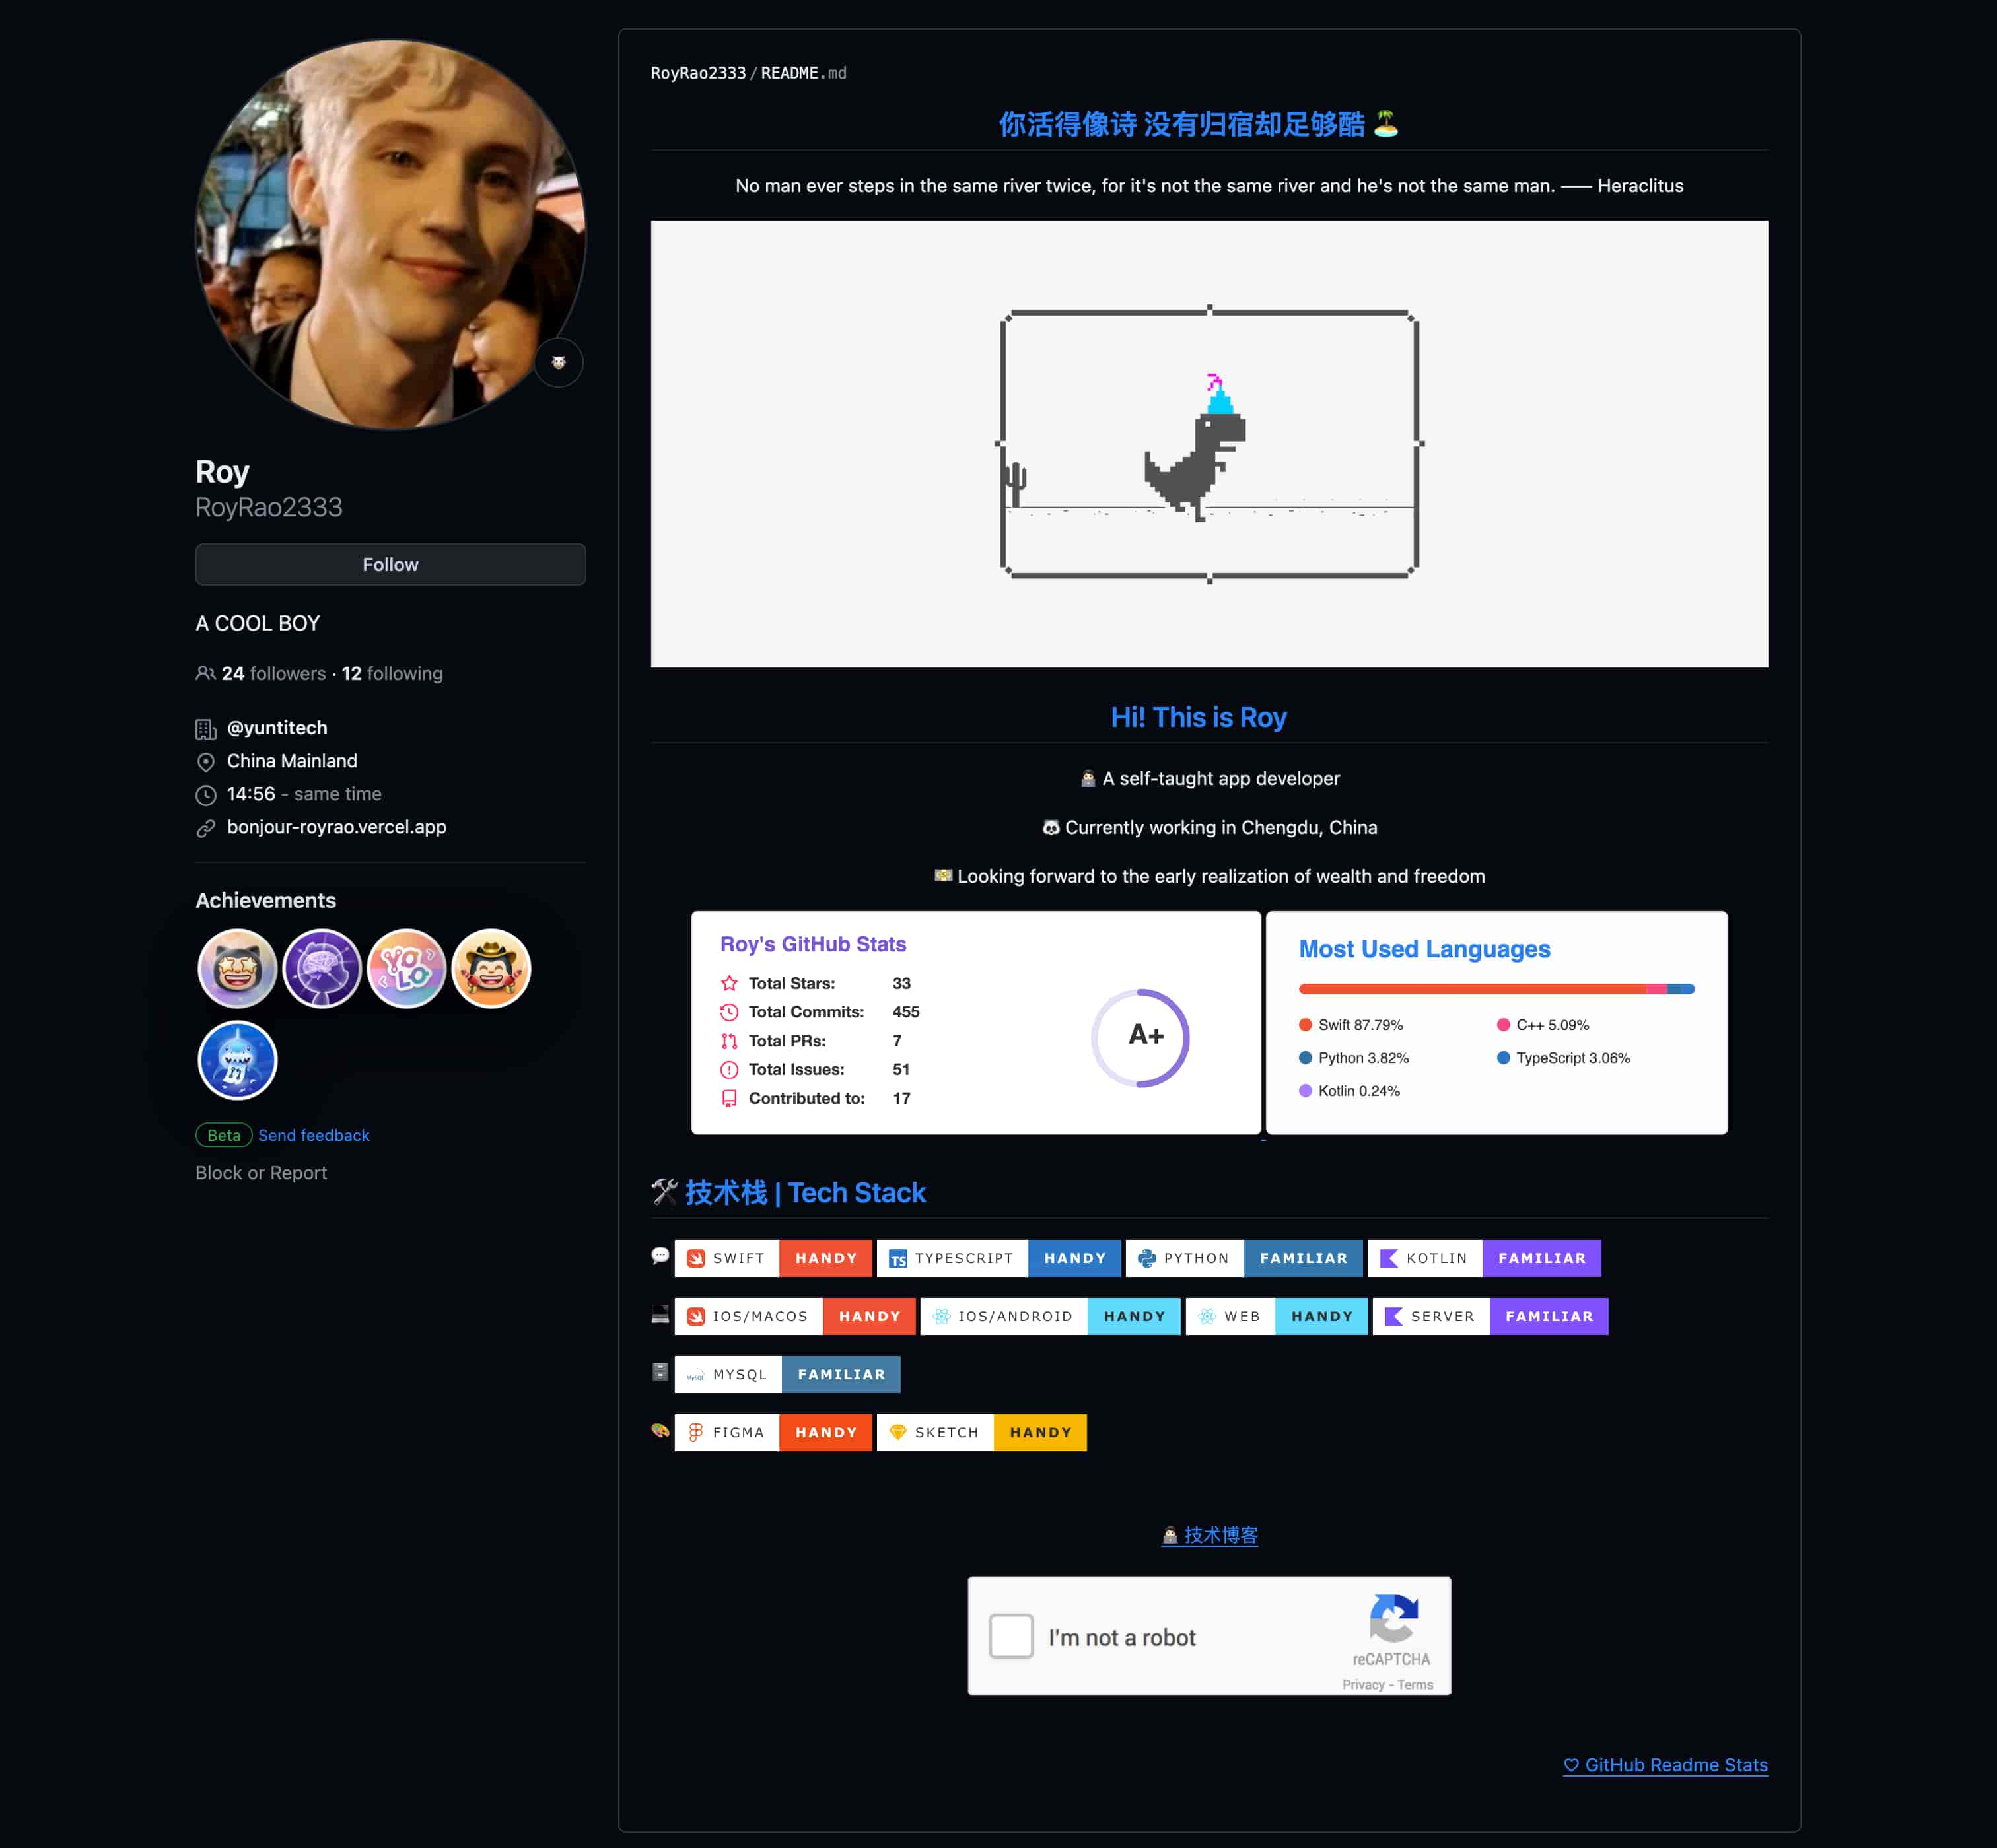 Roy
RoyRao2333
Follow
A COOL BOY
24 followers · 12 following
@yuntitech
China Mainland
14:56 - same time
bonjour-royrao.vercel.app
Achievements
YOLO
Beta Send feedback
Block or Report
RoyRao2333/README.md
你活得像诗 没有归宿却足够酷 🏝️
No man ever steps in the same river twice, for it's not the same river and he's not the same man. —— Heraclitus
Hi! This is Roy
👨🏻‍💻 A self-taught app developer
🐼 Currently working in Chengdu, China
💴 Looking forward to the early realization of wealth and freedom
Roy's GitHub Stats
Total Stars: 33
Total Commits: 455
Total PRs: 7
Total Issues: 51
Contributed to: 17
A+
Most Used Languages
Swift 87.79% C++ 5.09%
Python 3.82% TypeScript 3.06%
Kotlin 0.24%
🛠 技术栈 | Tech Stack
💬 SWIFT HANDY TS TYPESCRIPT HANDY PYTHON FAMILIAR KOTLIN FAMILIAR
💻 IOS/MACOS HANDY IOS/ANDROID HANDY WEB HANDY SERVER FAMILIAR
🗄 MySQL MYSQL FAMILIAR
🎨 FIGMA HANDY SKETCH HANDY
👨🏻‍💻 技术博客
I'm not a robot
reCAPTCHA
Privacy - Terms
♡ GitHub Readme Stats